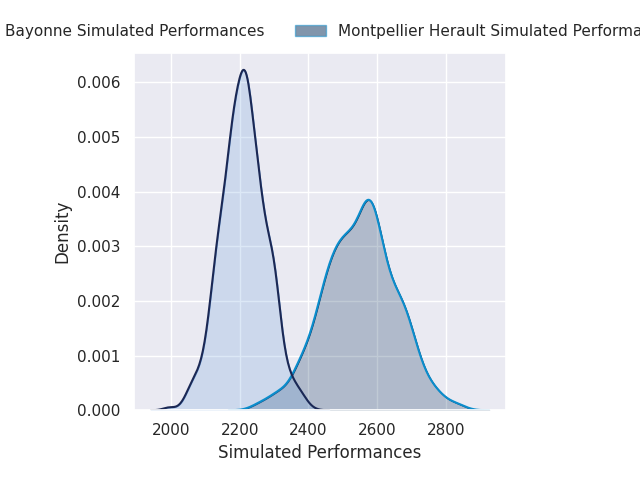 Bayonne Simulated Performances
Montpellier Herault Simulated
0.006
0.005
0.004
0.003
0.002
0.001
0.000
Density
2000 2200 2400 2600 2800
Simulated Performances